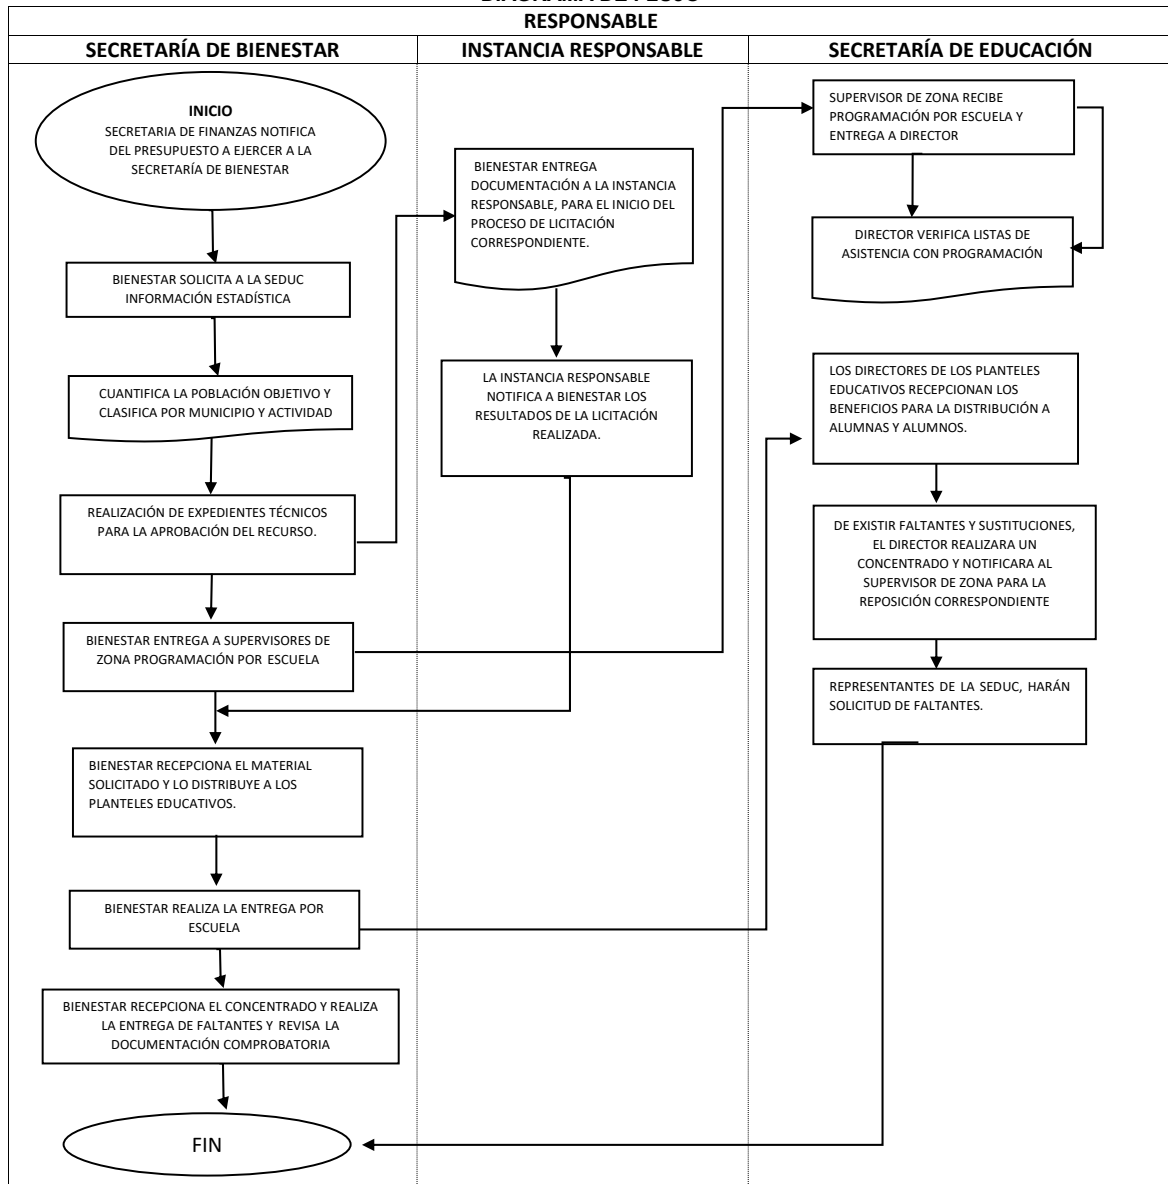 RESPONSABLE
SECRETARÍA DE BIENESTAR
INSTANCIA RESPONSABLE
SECRETARÍA DE EDUCACIÓN
INICIO
SECRETARIA DE FINANZAS NOTIFICA
DEL PRESUPUESTO A EJERCER A LA
SECRETARÍA DE BIENESTAR
BIENESTAR SOLICITA A LA SEDUC
INFORMACIÓN ESTADÍSTICA
CUANTIFICA LA POBLACIÓN OBJETIVO Y
CLASIFICA POR MUNICIPIO Y ACTIVIDAD
REALIZACIÓN DE EXPEDIENTES TÉCNICOS
PARA LA APROBACIÓN DEL RECURSO.
BIENESTAR ENTREGA A SUPERVISORES DE
ZONA PROGRAMACIÓN POR ESCUELA
BIENESTAR RECEPCIONA EL MATERIAL
SOLICITADO Y LO DISTRIBUYE A LOS
PLANTELES EDUCATIVOS.
BIENESTAR REALIZA LA ENTREGA POR
ESCUELA
BIENESTAR RECEPCIONA EL CONCENTRADO Y REALIZA
LA ENTREGA DE FALTANTES Y REVISA LA
DOCUMENTACIÓN COMPROBATORIA
FIN
BIENESTAR ENTREGA
DOCUMENTACIÓN A LA INSTANCIA
RESPONSABLE, PARA EL INICIO DEL
PROCESO DE LICITACIÓN
CORRESPONDIENTE.
LA INSTANCIA RESPONSABLE
NOTIFICA A BIENESTAR LOS
RESULTADOS DE LA LICITACIÓN
REALIZADA.
SUPERVISOR DE ZONA RECIBE
PROGRAMACIÓN POR ESCUELA Y
ENTREGA A DIRECTOR
DIRECTOR VERIFICA LISTAS DE
ASISTENCIA CON PROGRAMACIÓN
LOS DIRECTORES DE LOS PLANTELES
EDUCATIVOS RECEPCIONAN LOS
BENEFICIOS PARA LA DISTRIBUCIÓN A
ALUMNAS Y ALUMNOS.
DE EXISTIR FALTANTES Y SUSTITUCIONES,
EL DIRECTOR REALIZARA UN
CONCENTRADO Y NOTIFICARA AL
SUPERVISOR DE ZONA PARA LA
REPOSICIÓN CORRESPONDIENTE
REPRESENTANTES DE LA SEDUC, HARÁN
SOLICITUD DE FALTANTES.